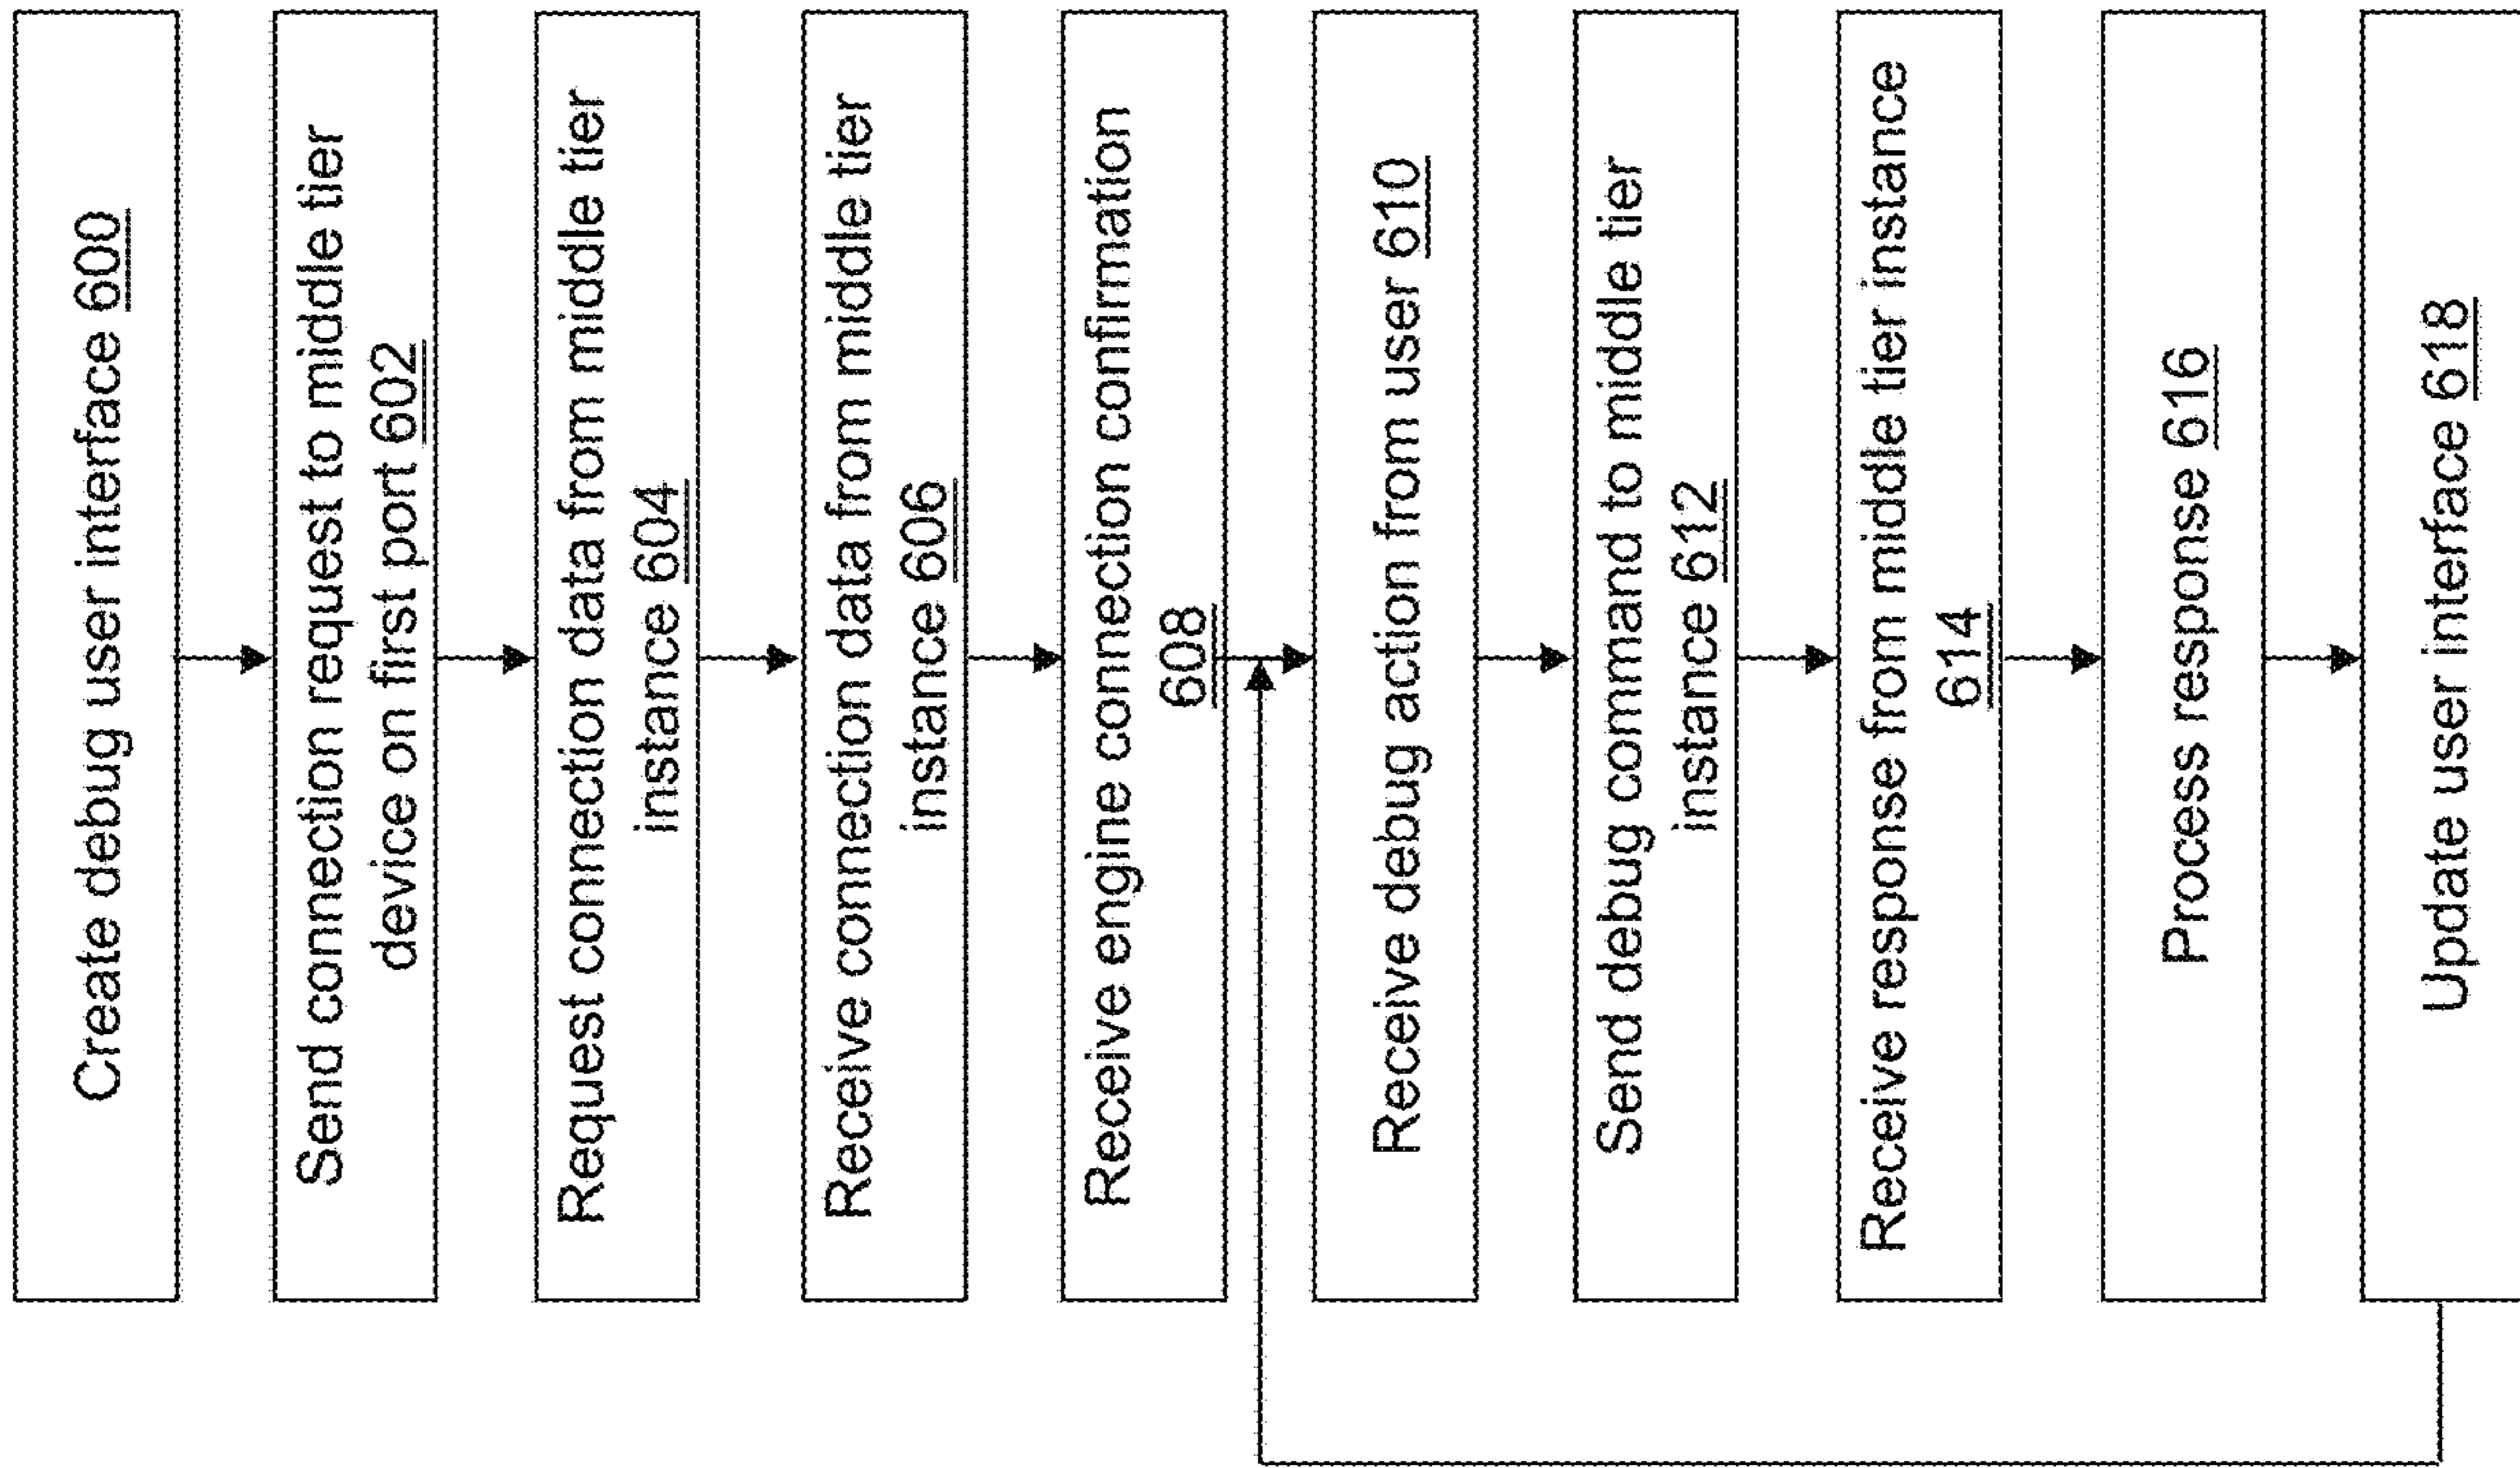 Create debug user interface 600
Send connection request to middle tier
device on first port 602
Request connection data from middle tier
instance 604
Receive connection data from middle tier
instance 606
Receive engine connection confirmation
608
Receive debug action from user 610
Send debug command to middle tier
instance 612
Receive response from middle tier instance
614
Process response 616
Update user interface 618